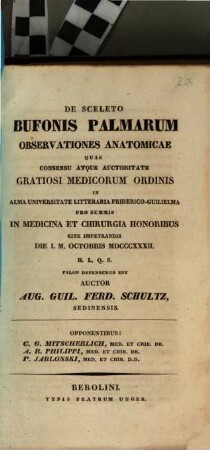 DE SCELETO
BUFONIS PALMARUM
OBSERVATIONES ANATOMICAE
QUAS
CONSENSU ATQUE AUCTORITATE
GRATIOSI MEDICORUM ORDINIS
IN
ALMA UNIVERSITATE LITTERARIA FRIDERICO-GUILIELMA
PRO SUMMIS
IN MEDICINA ET CHIRURGIA HONORIBUS
RITE IMPETRANDIS
DIE I. M. OCTOBRIS MDCCCXXXII.
H. L. Q. S.
PALAM DEFENSURUS EST
AUCTOR
AUG. GUIL. FERD. SCHULTZ,
SEDINENSIS.
OPPONENTIBUS:
C. G. MITSCHERLICH, MED. ET CHIR. DR.
A. R. PHILIPPI, MED. ET CHIR. DR.
P. JABLONSKI, MED. ET CHIR. D.D.
BEROLINI.
TYPIS FRATRUM UNGER.